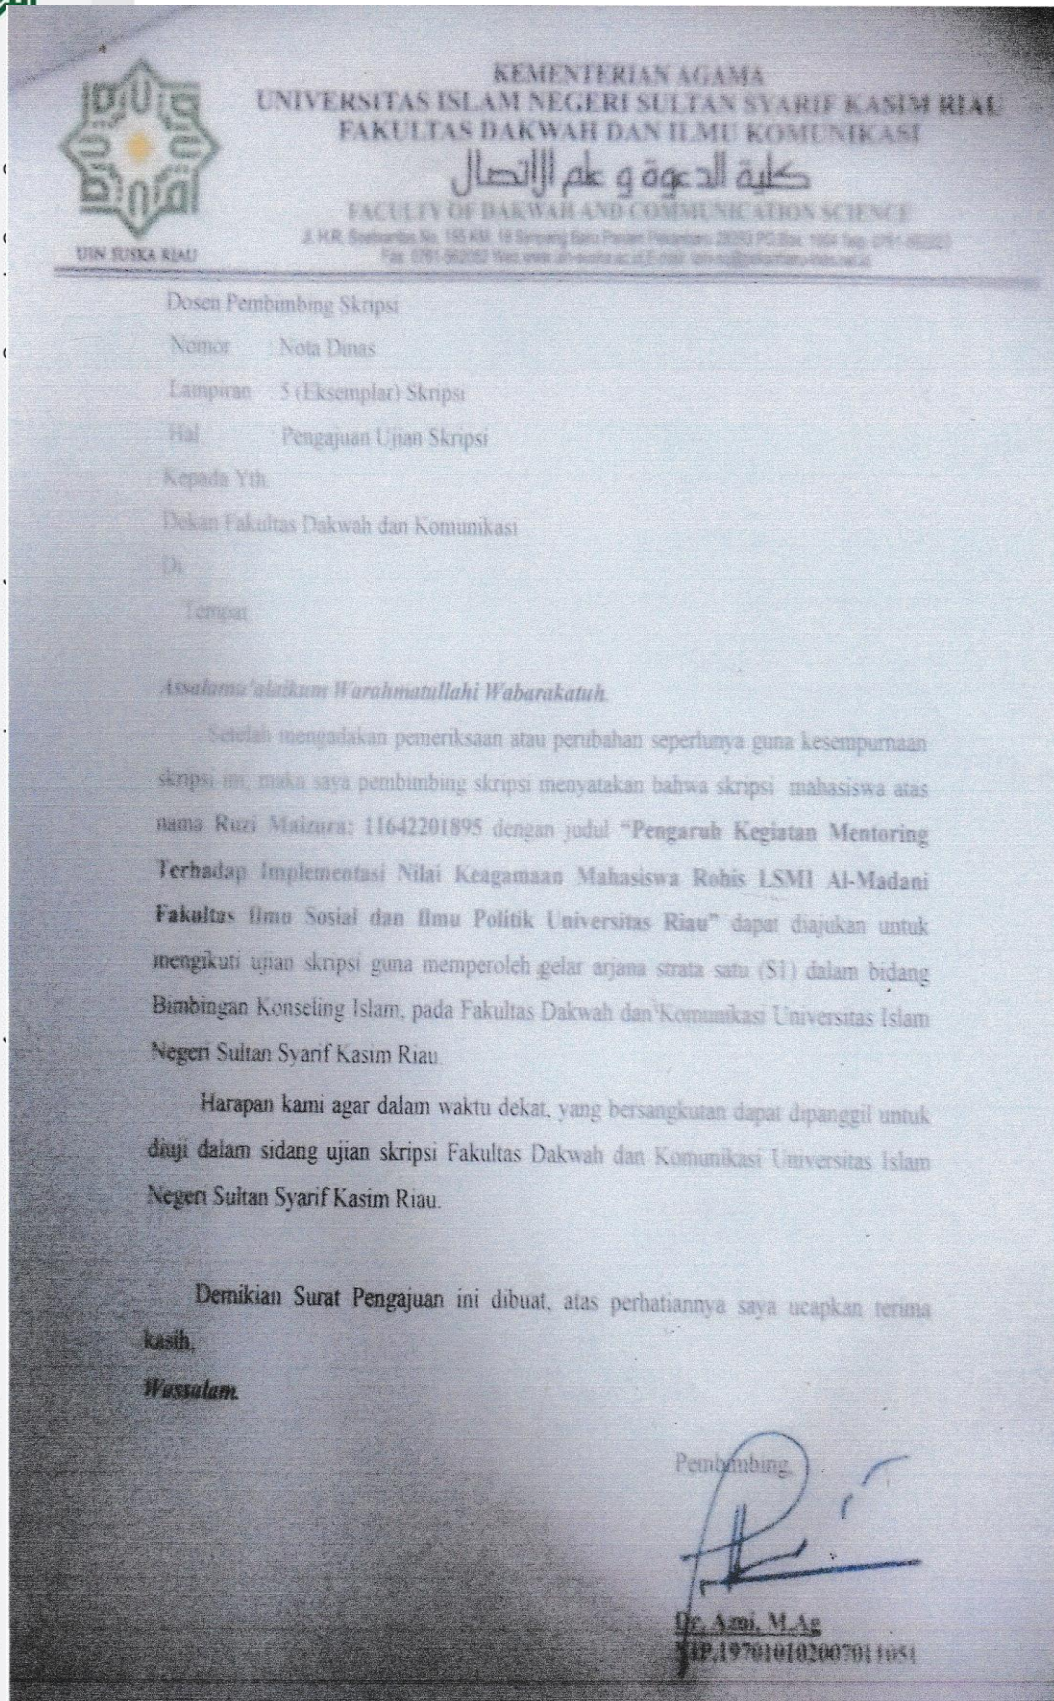 KEMENTERIAN AGAMA
UNIVERSITAS ISLAM NEGERI SULTAN SYARIF KASIM RIAU
FAKULTAS DAKWAH DAN ILMU KOMUNIKASI
كلية الدعوة و علم الاتصال
FACULTY OF DAKWAH AND COMMUNICATION SCIENCE
UIN SUSKA RIAU
Dosen Pembimbing Skripsi
Nomor : Nota Dinas
Lampiran : 5 (Eksemplar) Skripsi
Hal : Pengajuan Ujian Skripsi
Kepada Yth.
Dekan Fakultas Dakwah dan Komunikasi
Di
Tempat
Assalamu'alaikum Warahmatullahi Wabarakatuh.
Setelah mengadakan pemeriksaan atau perubahan seperlunya guna kesempurnaan
skripsi ini, maka saya pembimbing skripsi menyatakan bahwa skripsi mahasiswa atas
nama Ruzi Maizura; 11642201895 dengan judul “Pengaruh Kegiatan Mentoring
Terhadap Implementasi Nilai Keagamaan Mahasiswa Rohis LSMI Al-Madani
Fakultas Ilmu Sosial dan Ilmu Politik Universitas Riau” dapat diajukan untuk
mengikuti ujian skripsi guna memperoleh gelar arjana strata satu (S1) dalam bidang
Bimbingan Konseling Islam, pada Fakultas Dakwah dan Komunikasi Universitas Islam
Negeri Sultan Syarif Kasim Riau.
Harapan kami agar dalam waktu dekat, yang bersangkutan dapat dipanggil untuk
diuji dalam sidang ujian skripsi Fakultas Dakwah dan Komunikasi Universitas Islam
Negeri Sultan Syarif Kasim Riau.
Demikian Surat Pengajuan ini dibuat, atas perhatiannya saya ucapkan terima
kasih.
Wassalam.
Pembimbing,
Dr. Azni, M.Ag
NIP.197010102007011051